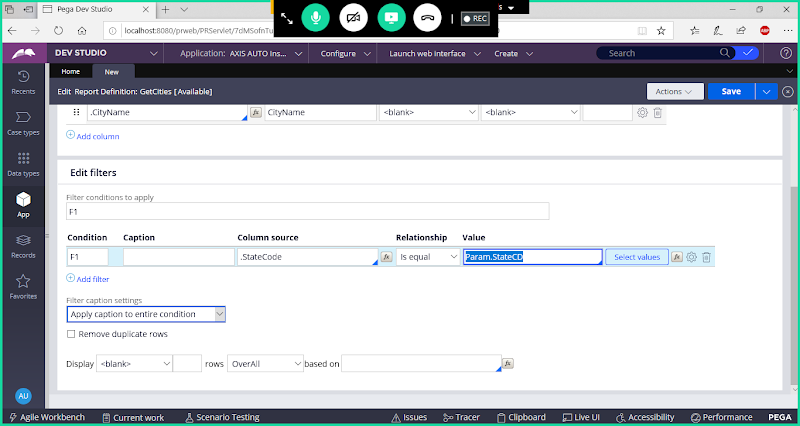 Pega Dev Studio
REC
localhost:8080/prweb/PRServlet/7dMSofnTu
ABP
DEV STUDIO
Application: AXIS AUTO Ins...
Configure
Launch web interface
Create
Search
Recents
Home
New
Edit Report Definition: GetCities [Available]
Actions
Save
.CityName
fx
CityName
<blank>
<blank>
Case types
Add column
Data types
Edit filters
App
Filter conditions to apply
F1
Records
Condition
Caption
Column source
Relationship
Value
F1
.StateCode
fx
Is equal
Param.StateCD
Select values
fx
Favorites
Add filter
Filter caption settings
Apply caption to entire condition
Remove duplicate rows
Display
<blank>
rows
OverAll
based on
fx
AU
Agile Workbench
Current work
Scenario Testing
Issues
Tracer
Clipboard
Live UI
Accessibility
Performance
PEGA